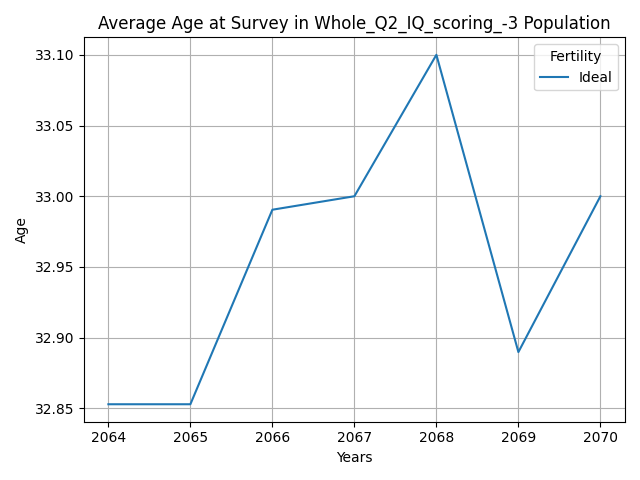 Average Age at Survey in Whole_Q2_IQ_scoring_-3 Population
Fertility
Ideal
33.10
33.05
33.00
32.95
32.90
32.85
Age
2064 2065 2066 2067 2068 2069 2070
Years